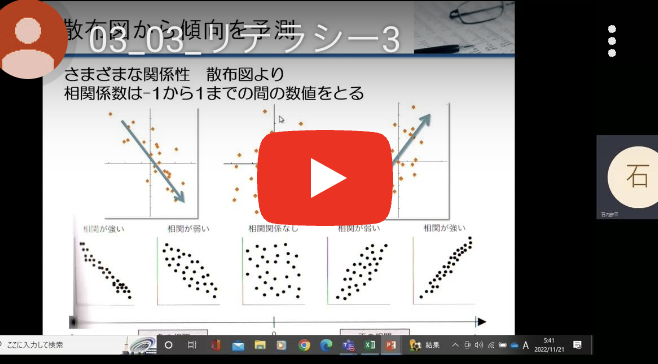 散布図から傾向を予測
03_03_リテラシー3
さまざまな関係性　散布図より
相関係数は-1から1までの間の数値をとる
石
相関が強い
相関が弱い
相関関係なし
相関が弱い
相関が強い
0
ここに入力して検索
結果
A
5:41
2022/11/21